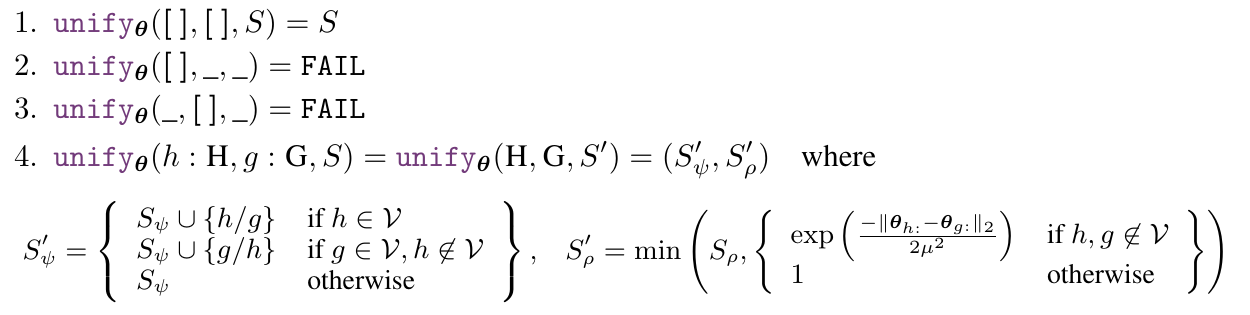 1. unify_θ([ ], [ ], S) = S
2. unify_θ([ ], _, _) = FAIL
3. unify_θ(_, [ ], _) = FAIL
4. unify_θ(h : H, g : G, S) = unify_θ(H, G, S′) = (S′_ψ, S′_ρ) where
S′_ψ = { S_ψ ∪ {h/g} if h ∈ 𝒱
S_ψ ∪ {g/h} if g ∈ 𝒱, h ∉ 𝒱
S_ψ otherwise } , S′_ρ = min ( S_ρ, { exp ( −‖θ_h: − θ_g:‖₂ / 2μ² ) if h, g ∉ 𝒱
1 otherwise } )